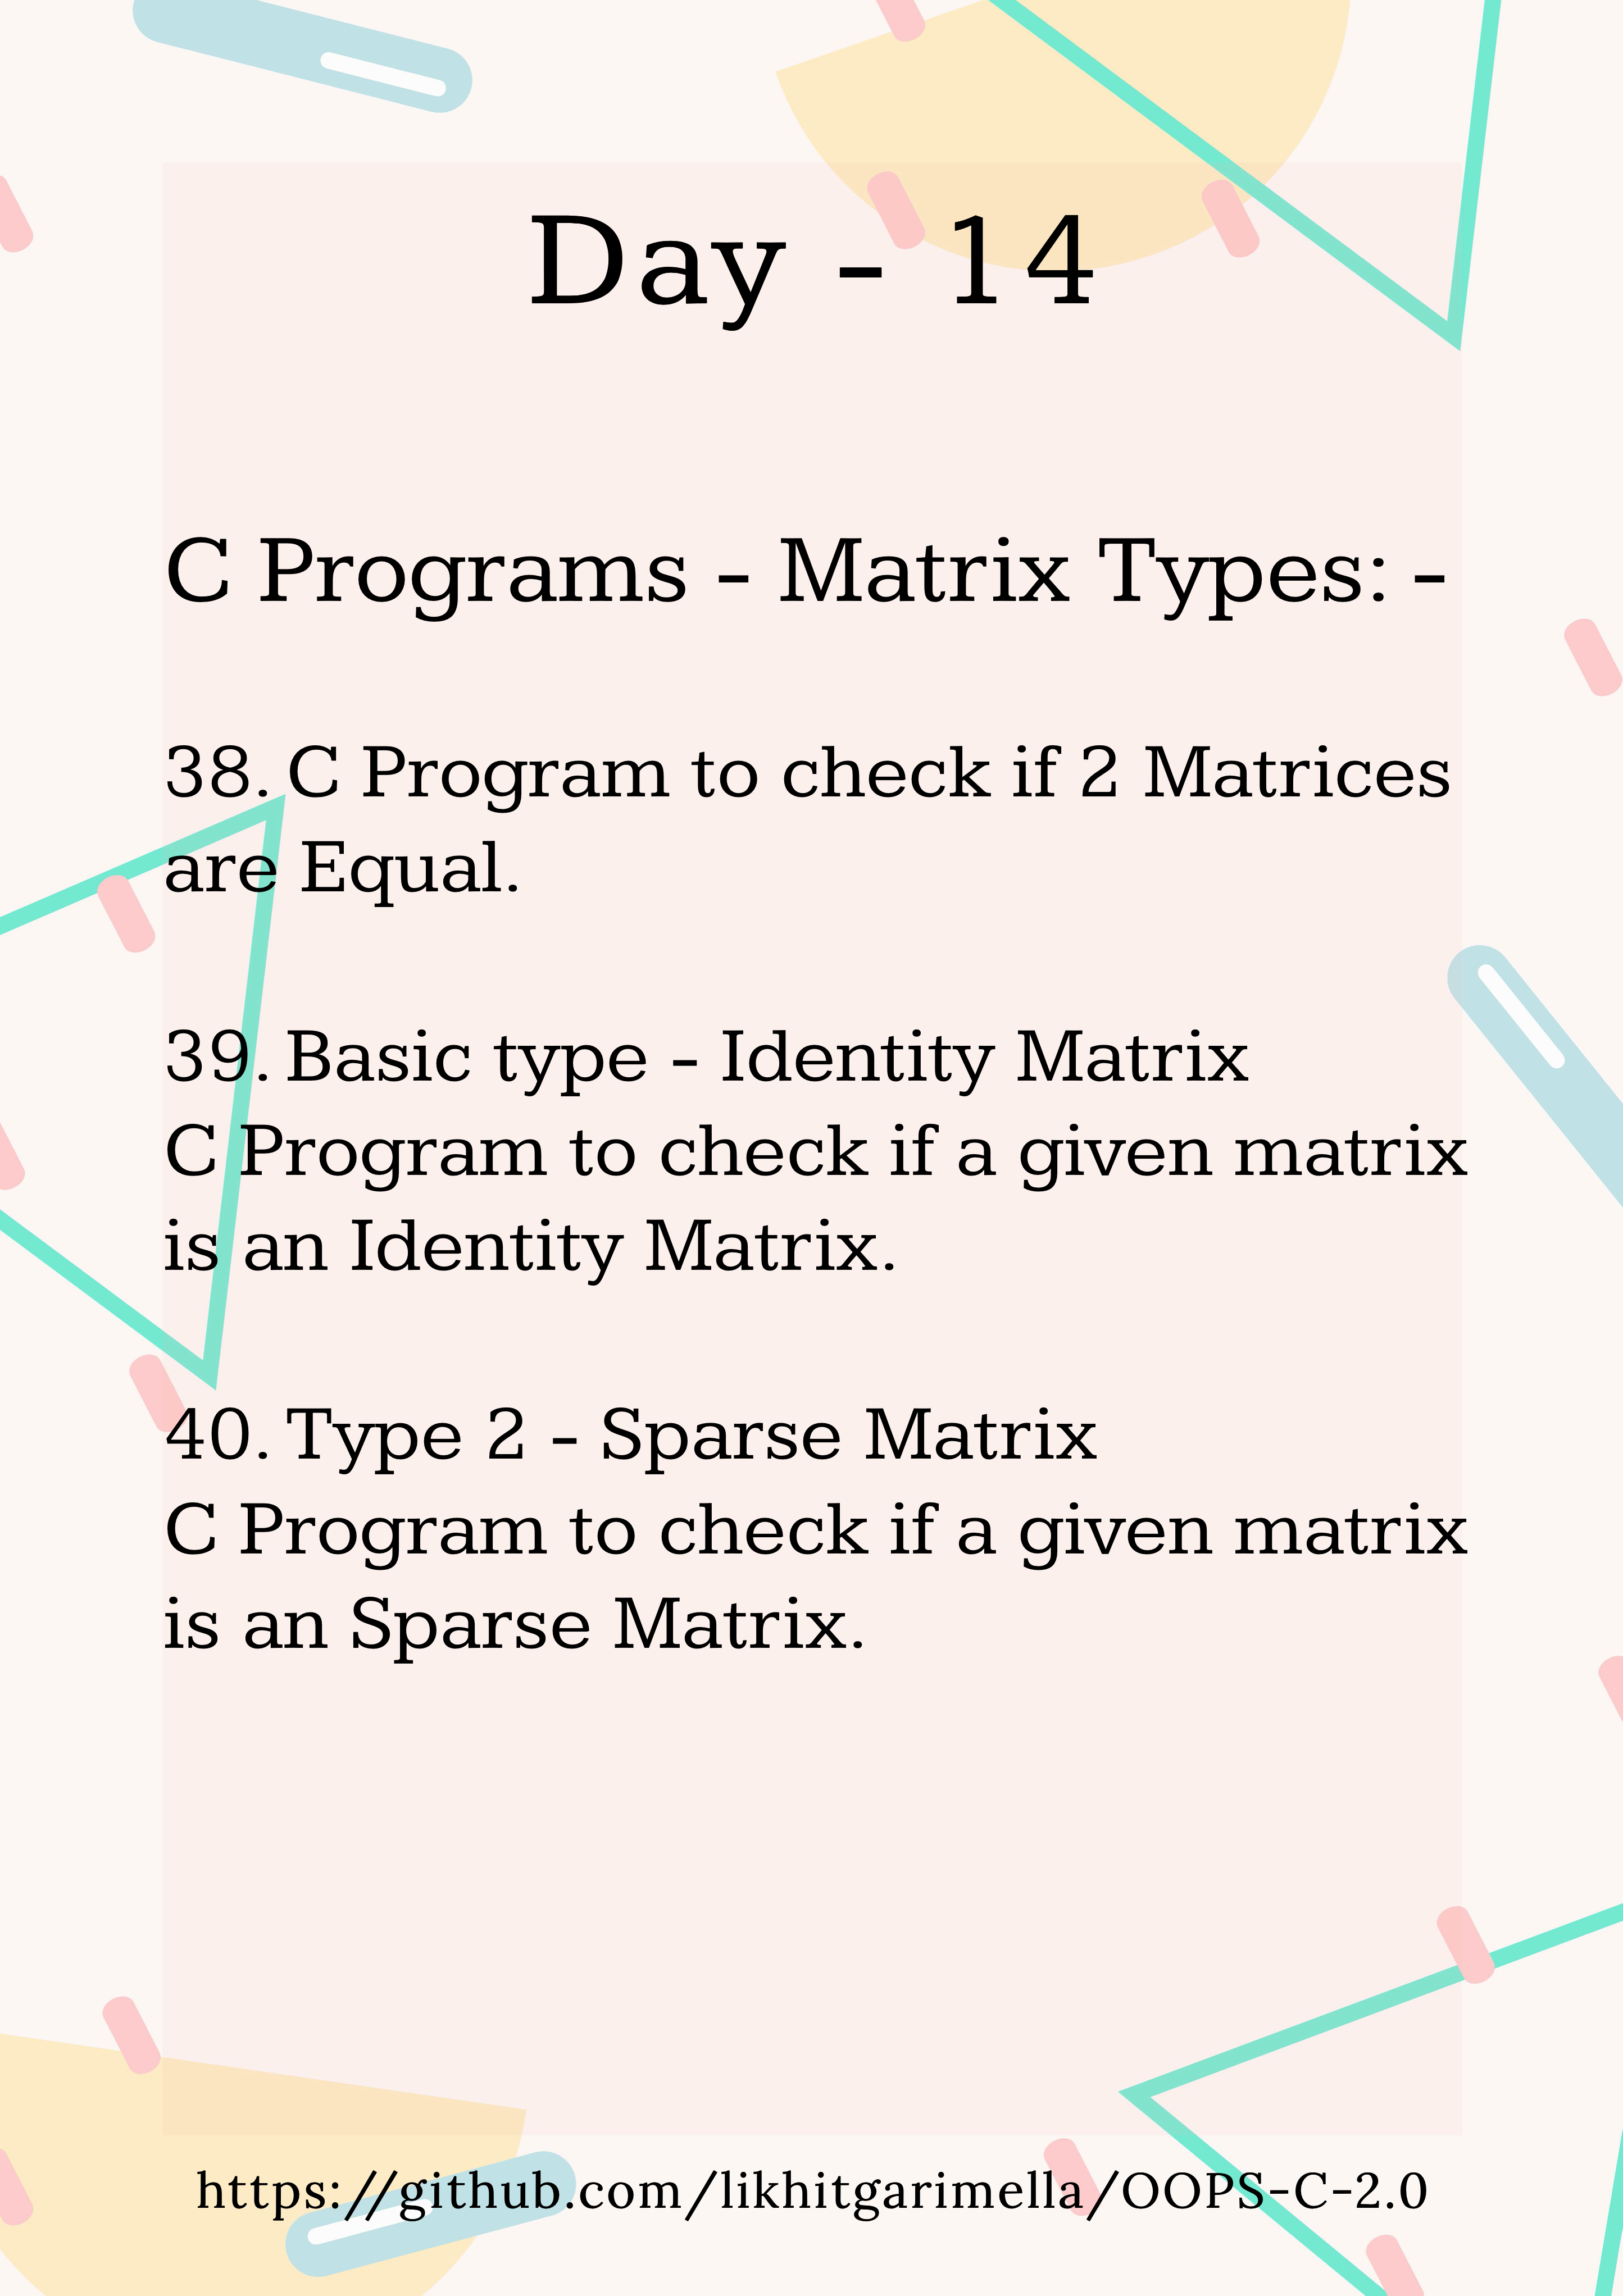 Day - 14
C Programs - Matrix Types: -
38. C Program to check if 2 Matrices
are Equal.
39. Basic type - Identity Matrix
C Program to check if a given matrix
is an Identity Matrix.
40. Type 2 - Sparse Matrix
C Program to check if a given matrix
is an Sparse Matrix.
https://github.com/likhitgarimella/OOPS-C-2.0